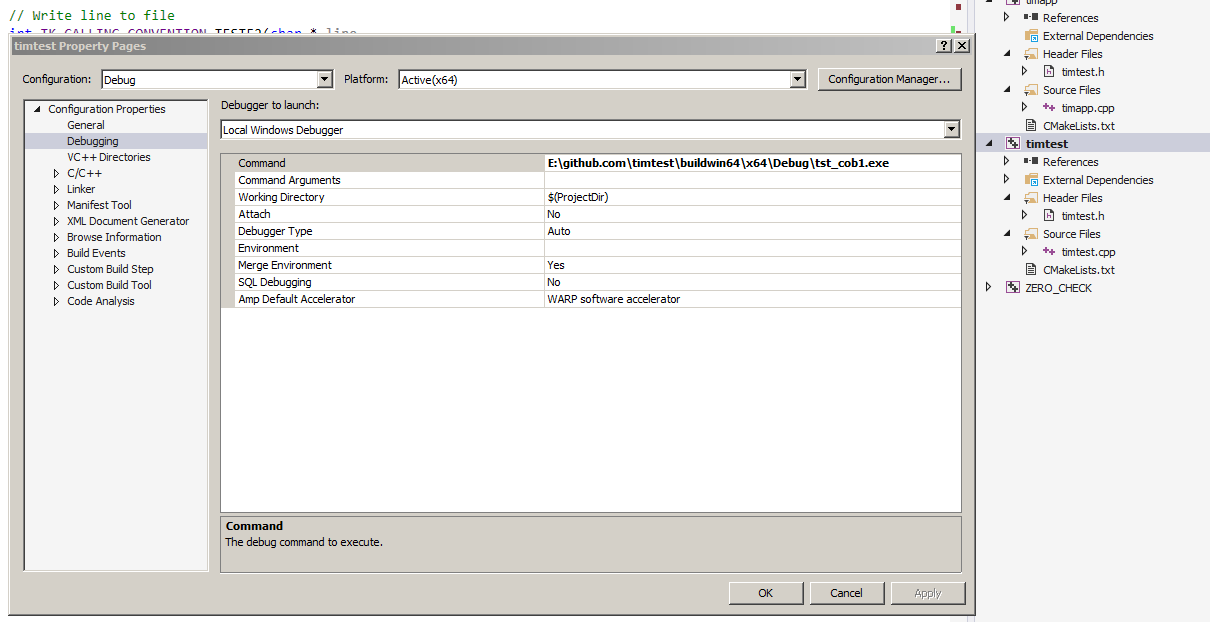 // Write line to file
int TK_CALLING_CONVENTION TESTF2(char * line
timtest Property Pages
Configuration: Debug Platform: Active(x64) Configuration Manager...
Configuration Properties
General
Debugging
VC++ Directories
C/C++
Linker
Manifest Tool
XML Document Generator
Browse Information
Build Events
Custom Build Step
Custom Build Tool
Code Analysis
Debugger to launch:
Local Windows Debugger
Command E:\github.com\timtest\buildwin64\x64\Debug\tst_cob1.exe
Command Arguments
Working Directory $(ProjectDir)
Attach No
Debugger Type Auto
Environment
Merge Environment Yes
SQL Debugging No
Amp Default Accelerator WARP software accelerator
Command
The debug command to execute.
OK Cancel Apply
timapp
References
External Dependencies
Header Files
timtest.h
Source Files
timapp.cpp
CMakeLists.txt
timtest
References
External Dependencies
Header Files
timtest.h
Source Files
timtest.cpp
CMakeLists.txt
ZERO_CHECK